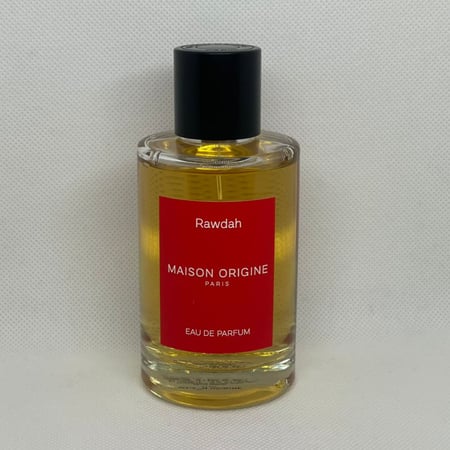 Rawdah
MAISON ORIGINE
PARIS
EAU DE PARFUM